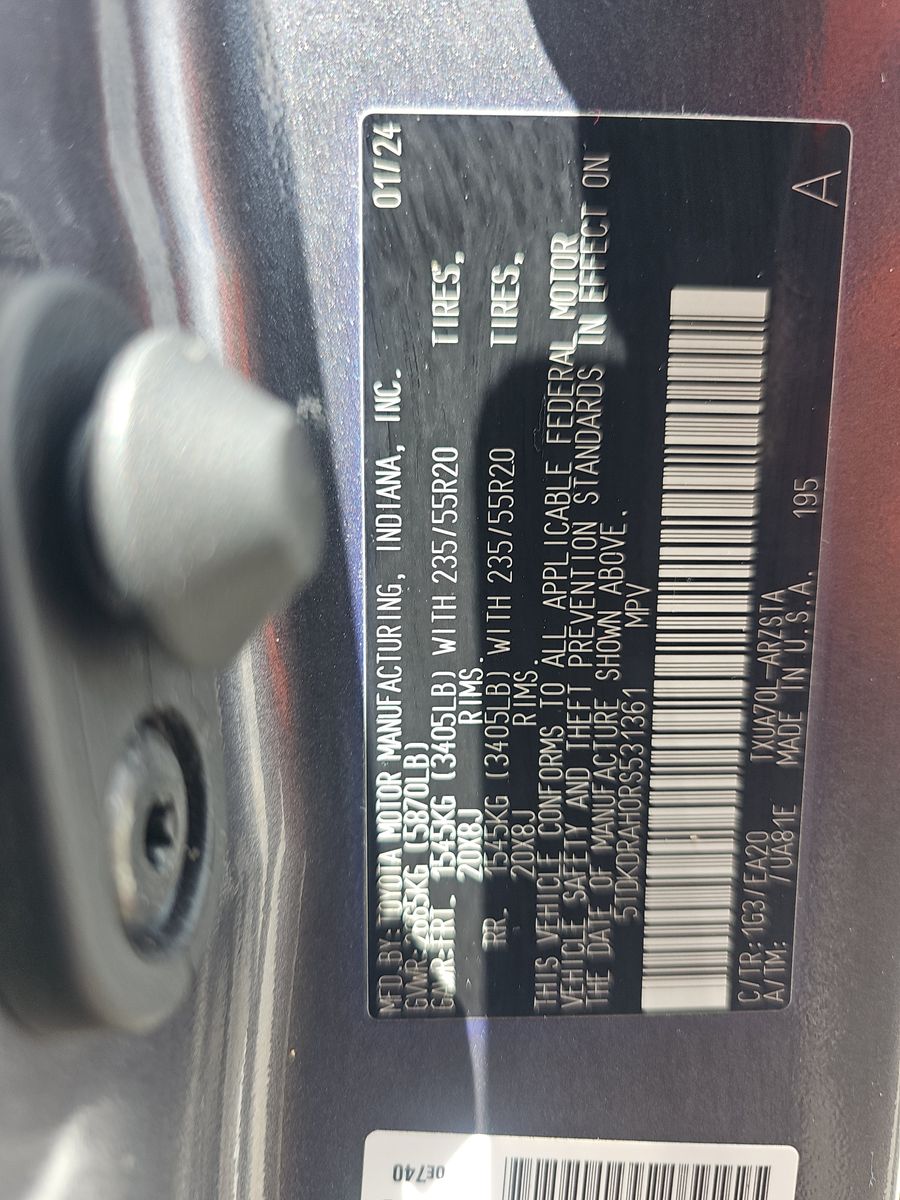 MFD.BY: TOYOTA MOTOR MANUFACTURING, INDIANA, INC. 01/24
GVWR: 2665KG (5870LB)
GAWR:FRT. 1545KG (3405LB) WITH 235/55R20 TIRES,
20X8J RIMS.
RR. 1545KG (3405LB) WITH 235/55R20 TIRES,
20X8J RIMS.
THIS VEHICLE CONFORMS TO ALL APPLICABLE FEDERAL MOTOR
VEHICLE SAFETY AND THEFT PREVENTION STANDARDS IN EFFECT ON
THE DATE OF MANUFACTURE SHOWN ABOVE.
5TDKDRAH0RS531361 MPV
C/TR:1G3/EA20 TXUA70L-ARZSTA
A/TM: /UA81E MADE IN U.S.A. 195 A
0E740